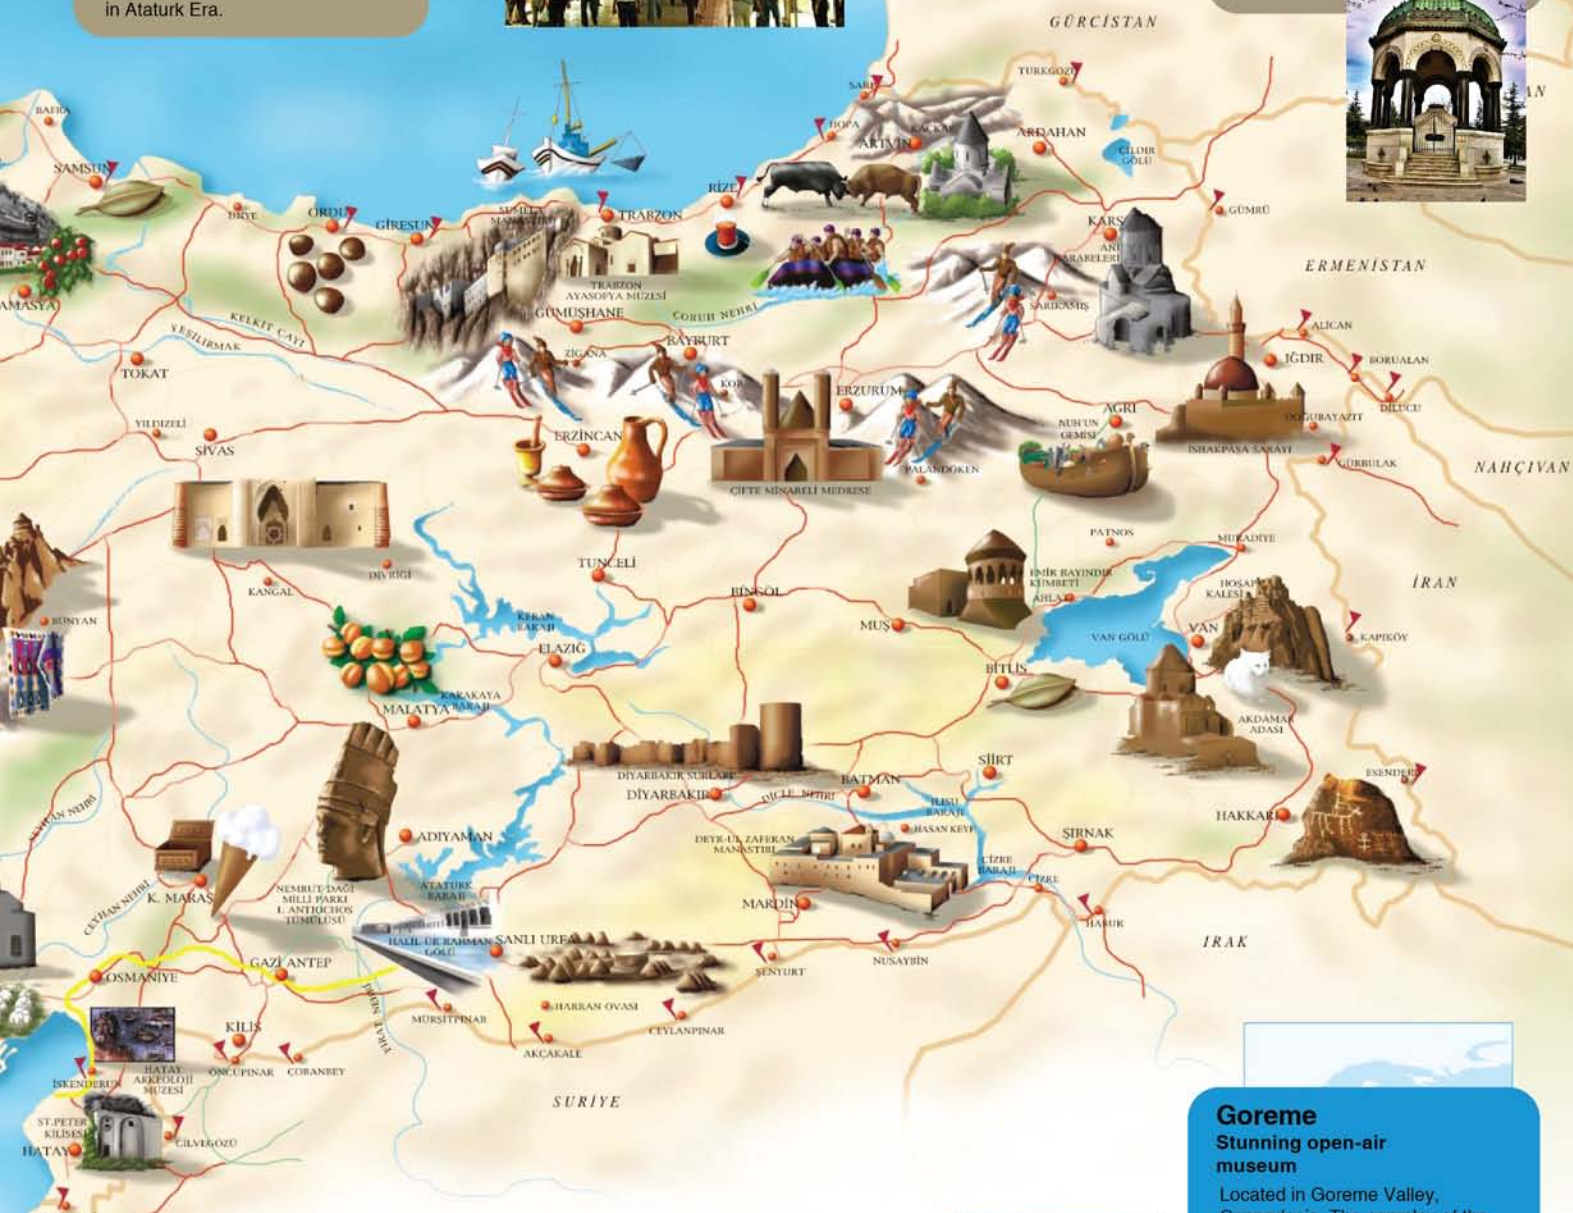 in Ataturk Era.
GÜRCİSTAN
TÜRKGÖZÜ
SARP
BAFRA
HOPA
KAÇKAR
ARTVİN
ARDAHAN
ÇILDIR
GÖLÜ
SAMSUN
RİZE
ÜNYE
ORDU
GİRESUN
SUMELA
MANASTIRI
TRABZON
KARS
GÜMRÜ
ANİ
HARABELERİ
ERMENİSTAN
TRABZON
AYASOFYA MÜZESİ
AMASYA
SARIKAMIŞ
GÜMÜŞHANE
ÇORUH NEHRİ
KELKİT ÇAYI
YEŞİLIRMAK
ALİCAN
BAYBURT
ZİGANA
IĞDIR
BORUALAN
TOKAT
KOP
ERZURUM
DİLUCU
AĞRI
DOĞUBAYAZIT
YILDIZELİ
NUH'UN
GEMİSİ
SİVAS
ERZİNCAN
İSHAKPAŞA SARAYI
GÜRBULAK
NAHÇIVAN
PALANDÖKEN
ÇİFTE MİNARELİ MEDRESE
PATNOS
MURADİYE
TUNCELİ
DİVRİĞİ
EMİR BAYINDIR
KÜMBETİ
HOŞAP
KALESİ
İRAN
KANGAL
BİNGÖL
AHLAT
BÜNYAN
KEBAN
BARAJI
MUŞ
VAN GÖLÜ
VAN
KAPIKÖY
ELAZIĞ
BİTLİS
KARAKAYA
BARAJI
MALATYA
AKDAMAR
ADASI
SİİRT
DİYARBAKIR SURLARI
BATMAN
ESENDERE
DİYARBAKIR
DİCLE NEHRİ
ILISU
BARAJI
HAKKARİ
SEYHAN NEHRİ
HASAN KEYF
ŞIRNAK
ADIYAMAN
DEYR-UL ZAFERAN
MANASTIRI
CİZRE
BARAJI
CİZRE
K. MARAŞ
NEMRUT DAĞI
MİLLİ PARKI
I. ANTIOCHOS
TÜMÜLÜSÜ
ATATÜRK
BARAJI
CEYHAN NEHRİ
MARDİN
HABUR
HALİL-ÜR RAHMAN
GÖLÜ
ŞANLI URFA
IRAK
GAZİ ANTEP
NUSAYBİN
ŞENYURT
OSMANİYE
FIRAT NEHRİ
HARRAN OVASI
MÜRŞİTPINAR
CEYLANPINAR
KİLİS
AKÇAKALE
HATAY
ARKEOLOJİ
MÜZESİ
ÖNCÜPINAR
ÇOBANBEY
İSKENDERUN
SURİYE
ST.PETER
KİLİSESİ
CİLVEGÖZÜ
HATAY
Goreme
Stunning open-air
museum
Located in Goreme Valley,